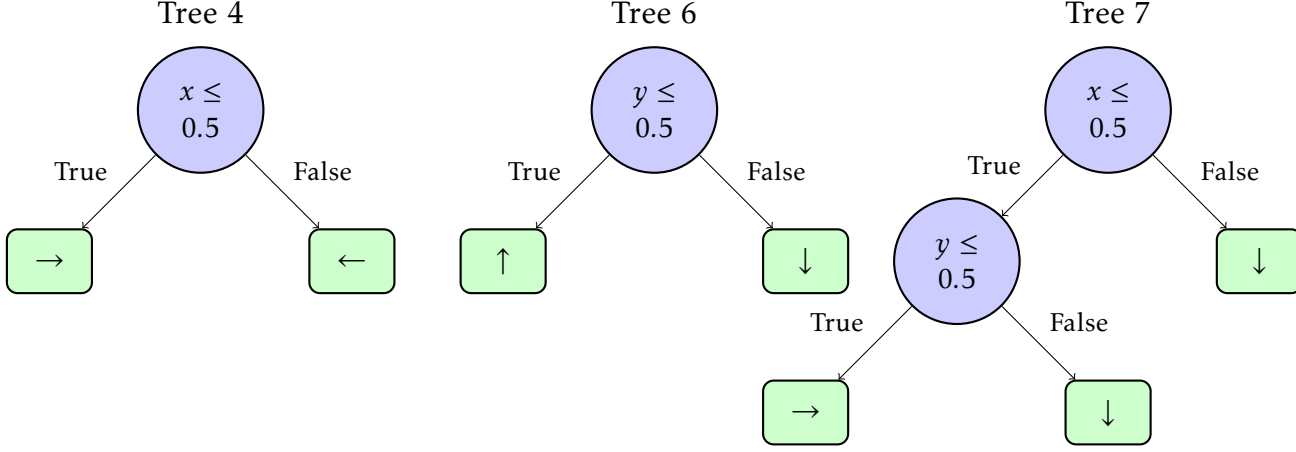 Tree 4
x ≤
0.5
True
False
→
←
Tree 6
y ≤
0.5
True
False
↑
↓
Tree 7
x ≤
0.5
True
False
y ≤
0.5
↓
True
False
→
↓